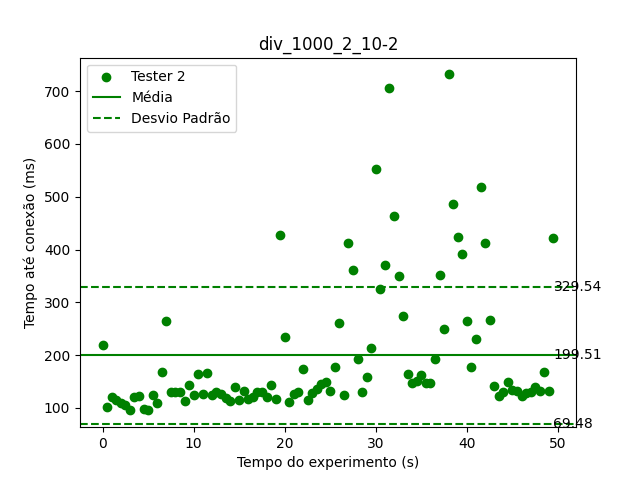 div_1000_2_10-2
Tester 2
Média
Desvio Padrão
700
600
500
400
300
200
100
Tempo até conexão (ms)
329.54
199.51
69.48
0 10 20 30 40 50
Tempo do experimento (s)